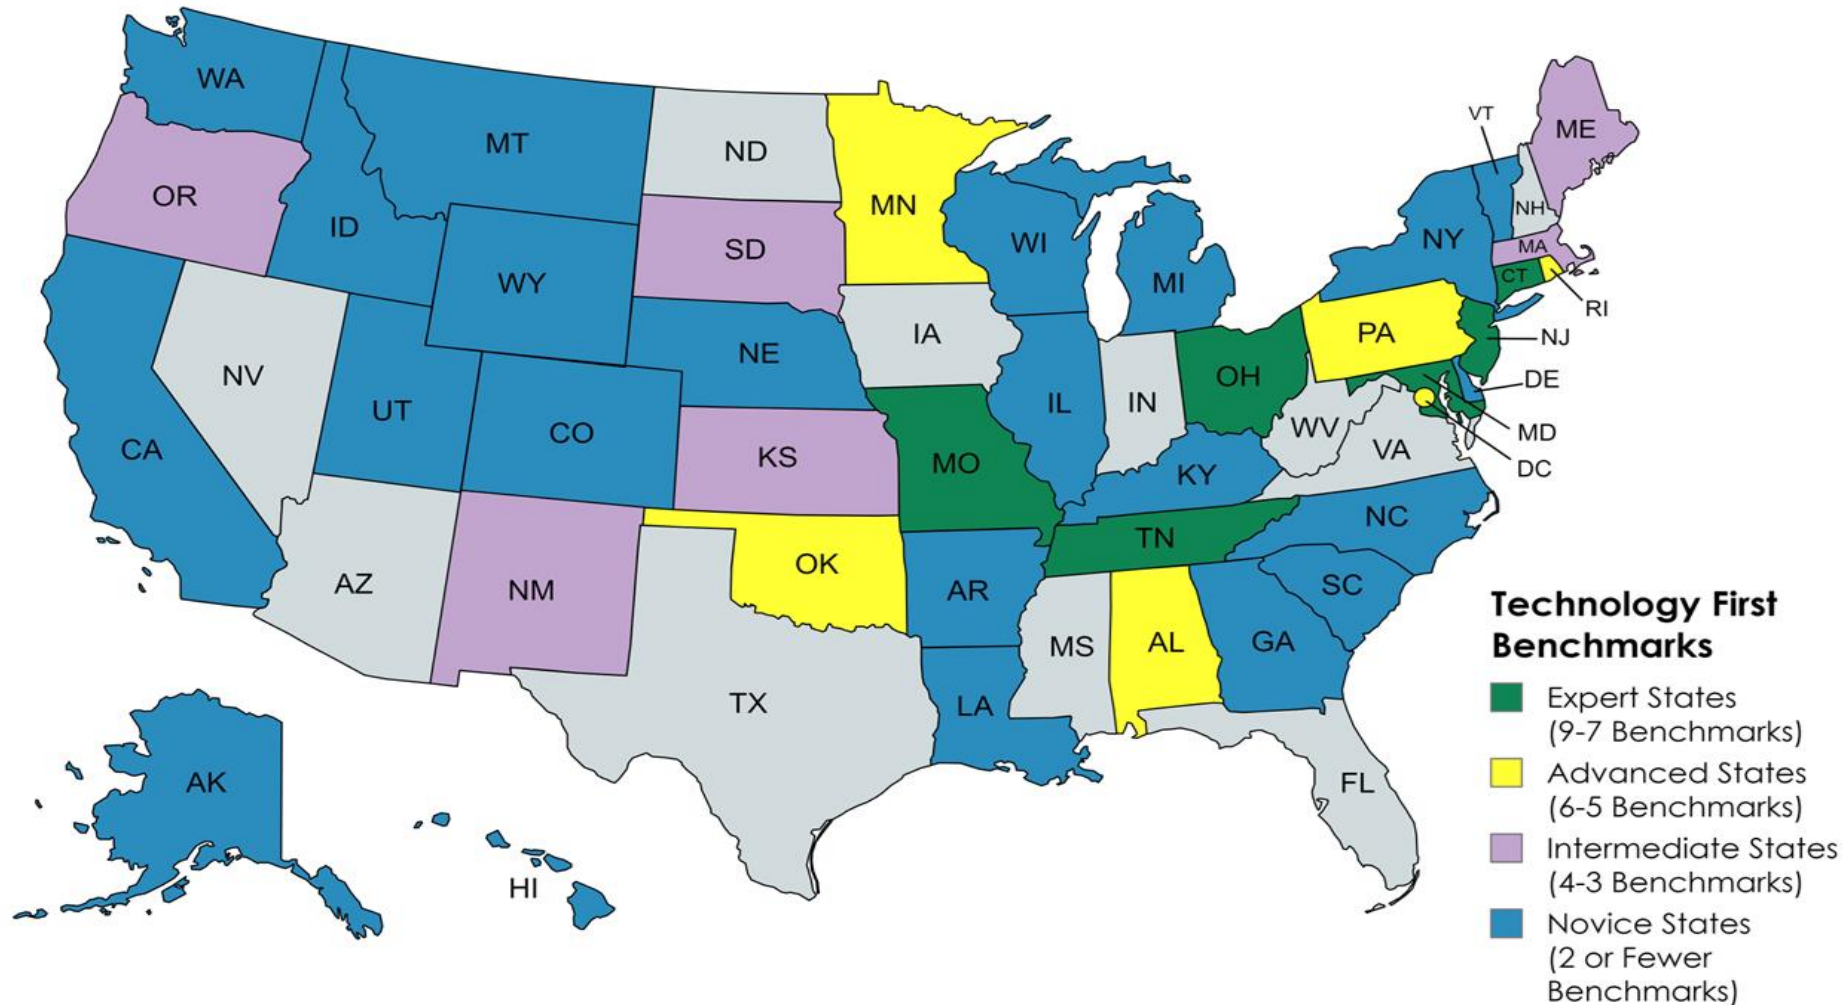 WA
MT
ND
MN
VT
ME
OR
ID
SD
WI
NH
NY
MA
WY
MI
CT
RI
IA
PA
NJ
NE
NV
OH
DE
UT
IL
IN
CO
MD
CA
WV
VA
KS
MO
DC
KY
NC
TN
OK
AZ
NM
AR
SC
MS
AL
GA
TX
LA
AK
FL
HI
Technology First
Benchmarks
Expert States
(9-7 Benchmarks)
Advanced States
(6-5 Benchmarks)
Intermediate States
(4-3 Benchmarks)
Novice States
(2 or Fewer
Benchmarks)